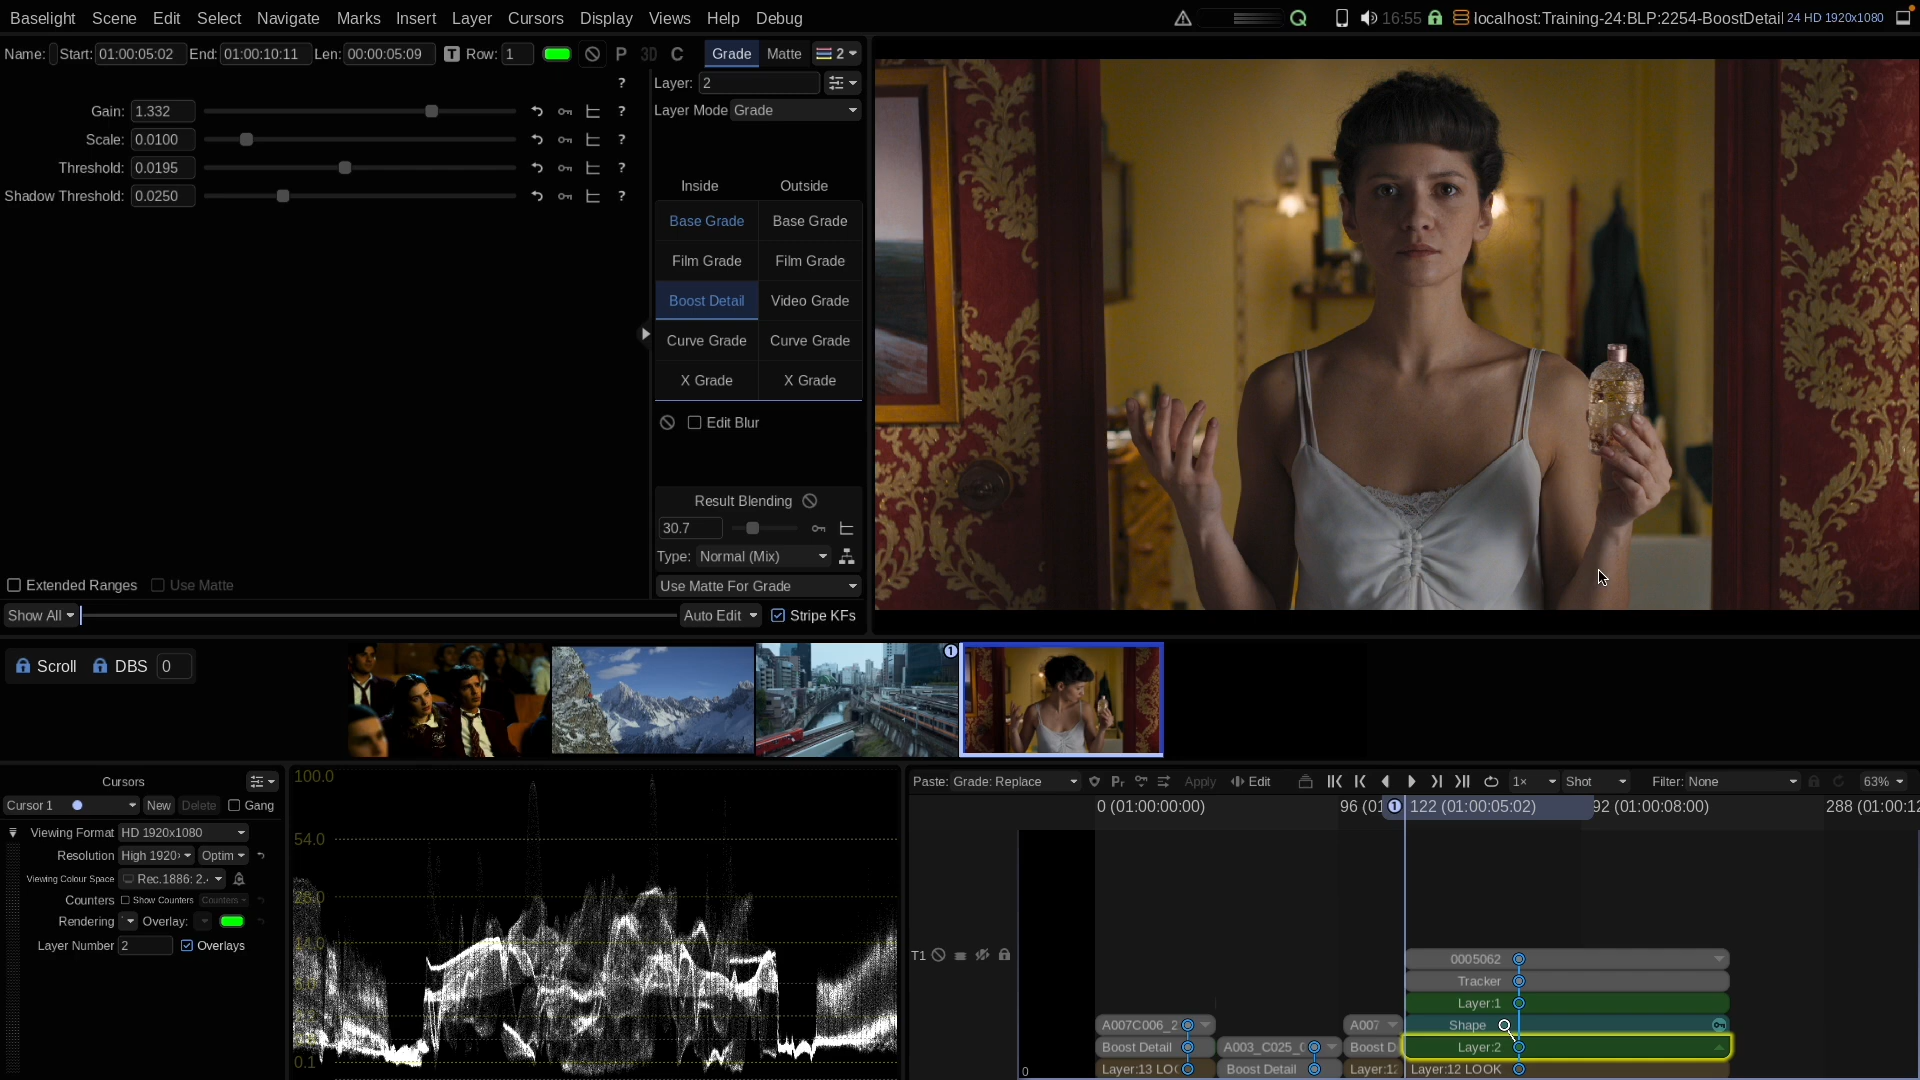 Baselight Scene Edit Select Navigate Marks Insert Layer Cursors Display Views Help Debug
16:55 localhost:Training-24:BLP:2254-BoostDetail 24 HD 1920x1080
Name: Start: 01:00:05:02 End: 01:00:10:11 Len: 00:00:05:09 T Row: 1 P 3D C Grade Matte 2
?
Layer: 2
Gain: 1.332 ?
Layer Mode Grade
Scale: 0.0100 ?
Threshold: 0.0195 ?
Shadow Threshold: 0.0250 ?
Inside Outside
Base Grade Base Grade
Film Grade Film Grade
Boost Detail Video Grade
Curve Grade Curve Grade
X Grade X Grade
Edit Blur
Result Blending
30.7
Type: Normal (Mix)
Extended Ranges Use Matte
Use Matte For Grade
Show All Auto Edit Stripe KFs
Scroll DBS 0
1
Cursors
Cursor 1 New Delete Gang
Viewing Format HD 1920x1080
Resolution High 1920 Optim
Viewing Colour Space Rec.1886: 2.
Counters Show Counters Counters
Rendering Overlay:
Layer Number 2 Overlays
100.0
54.0
0.1
Paste: Grade: Replace Pr Apply Edit 1× Shot Filter: None 63%
0 (01:00:00:00) 96 (01 1 122 (01:00:05:02) 92 (01:00:08:00) 288 (01:00:12
T1
0005062
Tracker
Layer:1
A007C006_2 A007 Shape
Boost Detail A003_C025_ Boost D Layer:2
0 Layer:13 LOO Boost Detail Layer:12 Layer:12 LOOK